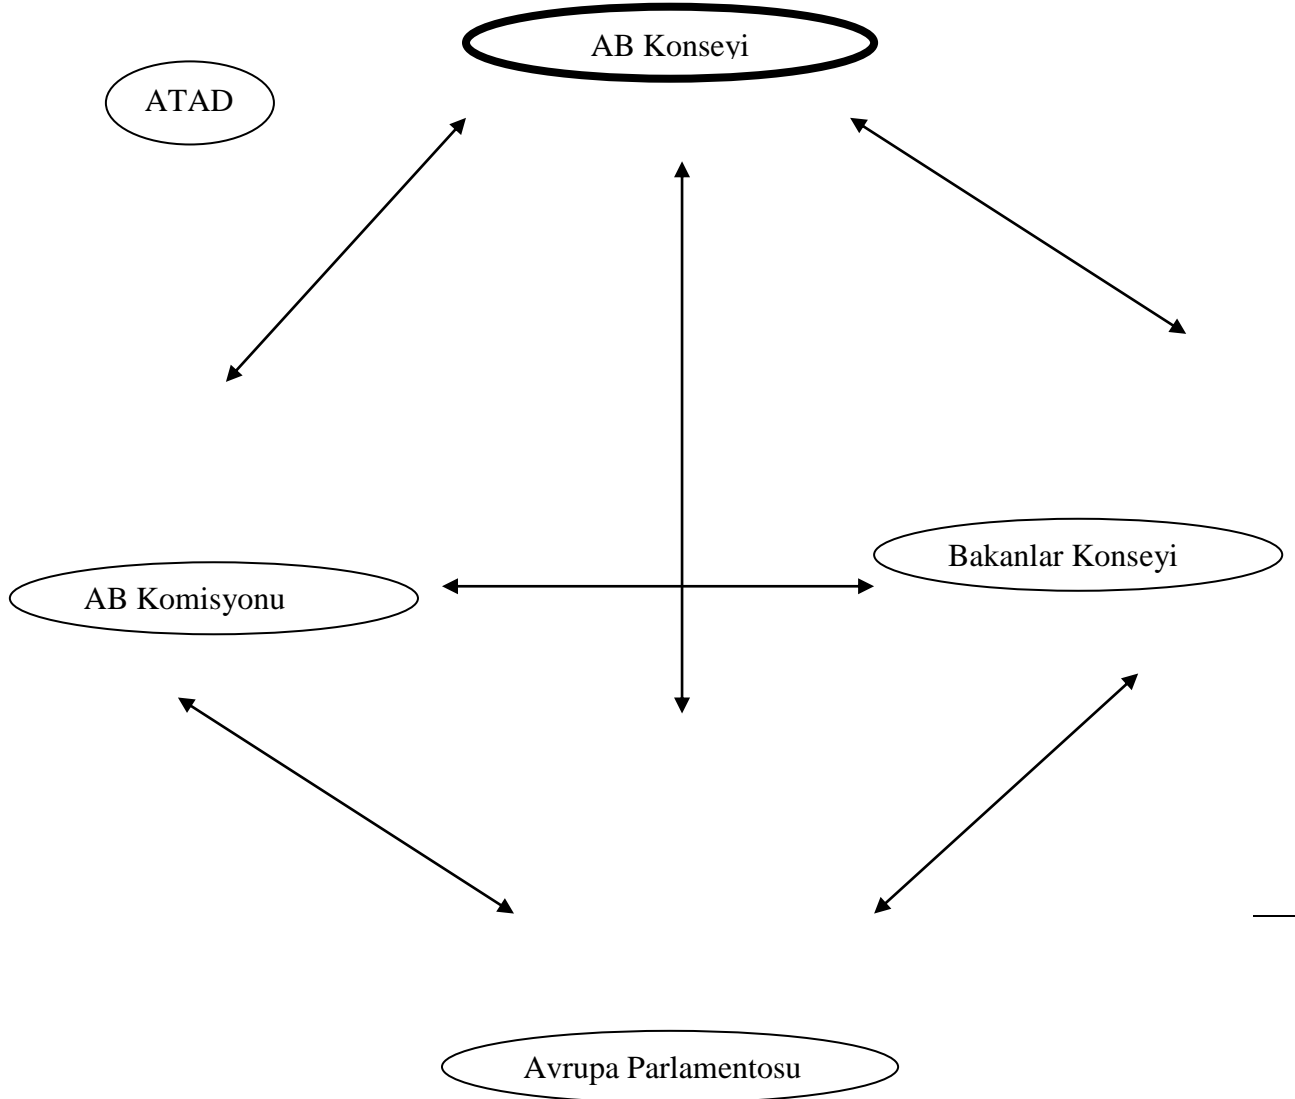 AB Konseyi
ATAD
Bakanlar Konseyi
AB Komisyonu
Avrupa Parlamentosu